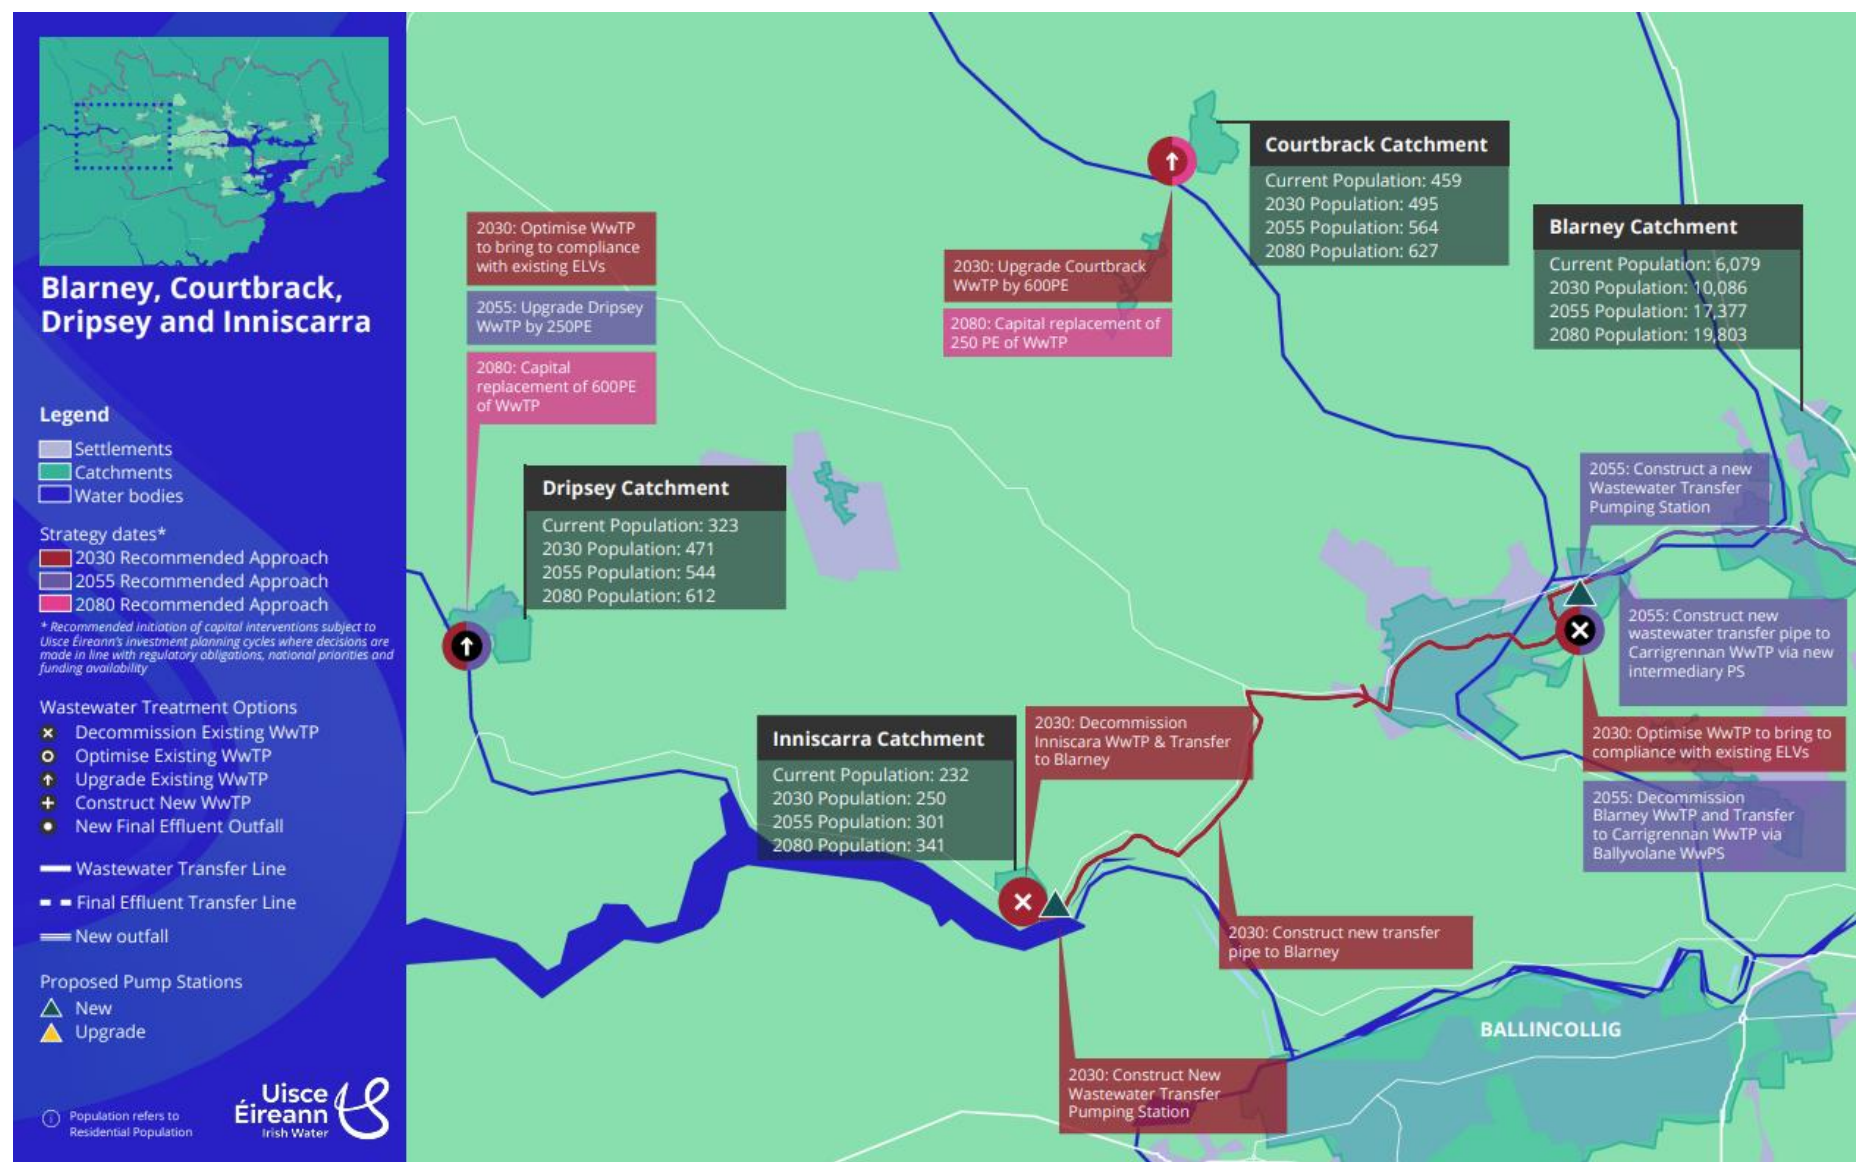 Blarney, Courtbrack,
Dripsey and Inniscarra
Legend
Settlements
Catchments
Water bodies
Strategy dates*
2030 Recommended Approach
2055 Recommended Approach
2080 Recommended Approach
* Recommended initiation of capital interventions subject to
Uisce Éireann's investment planning cycles where decisions are
made in line with regulatory obligations, national priorities and
funding availability
Wastewater Treatment Options
Decommission Existing WwTP
Optimise Existing WwTP
Upgrade Existing WwTP
Construct New WwTP
New Final Effluent Outfall
Wastewater Transfer Line
Final Effluent Transfer Line
New outfall
Proposed Pump Stations
New
Upgrade
Population refers to
Residential Population
Uisce
Éireann
Irish Water
2030: Optimise WwTP
to bring to compliance
with existing ELVs
2055: Upgrade Dripsey
WwTP by 250PE
2080: Capital
replacement of 600PE
of WwTP
Dripsey Catchment
Current Population: 323
2030 Population: 471
2055 Population: 544
2080 Population: 612
2030: Upgrade Courtbrack
WwTP by 600PE
2080: Capital replacement of
250 PE of WwTP
Courtbrack Catchment
Current Population: 459
2030 Population: 495
2055 Population: 564
2080 Population: 627
Blarney Catchment
Current Population: 6,079
2030 Population: 10,086
2055 Population: 17,377
2080 Population: 19,803
2055: Construct a new
Wastewater Transfer
Pumping Station
2055: Construct new
wastewater transfer pipe to
Carrigrennan WwTP via new
intermediary PS
2030: Optimise WwTP to bring to
compliance with existing ELVs
2055: Decommission
Blarney WwTP and Transfer
to Carrigrennan WwTP via
Ballyvolane WwPS
Inniscarra Catchment
Current Population: 232
2030 Population: 250
2055 Population: 301
2080 Population: 341
2030: Decommission
Inniscara WwTP & Transfer
to Blarney
2030: Construct new transfer
pipe to Blarney
2030: Construct New
Wastewater Transfer
Pumping Station
BALLINCOLLIG